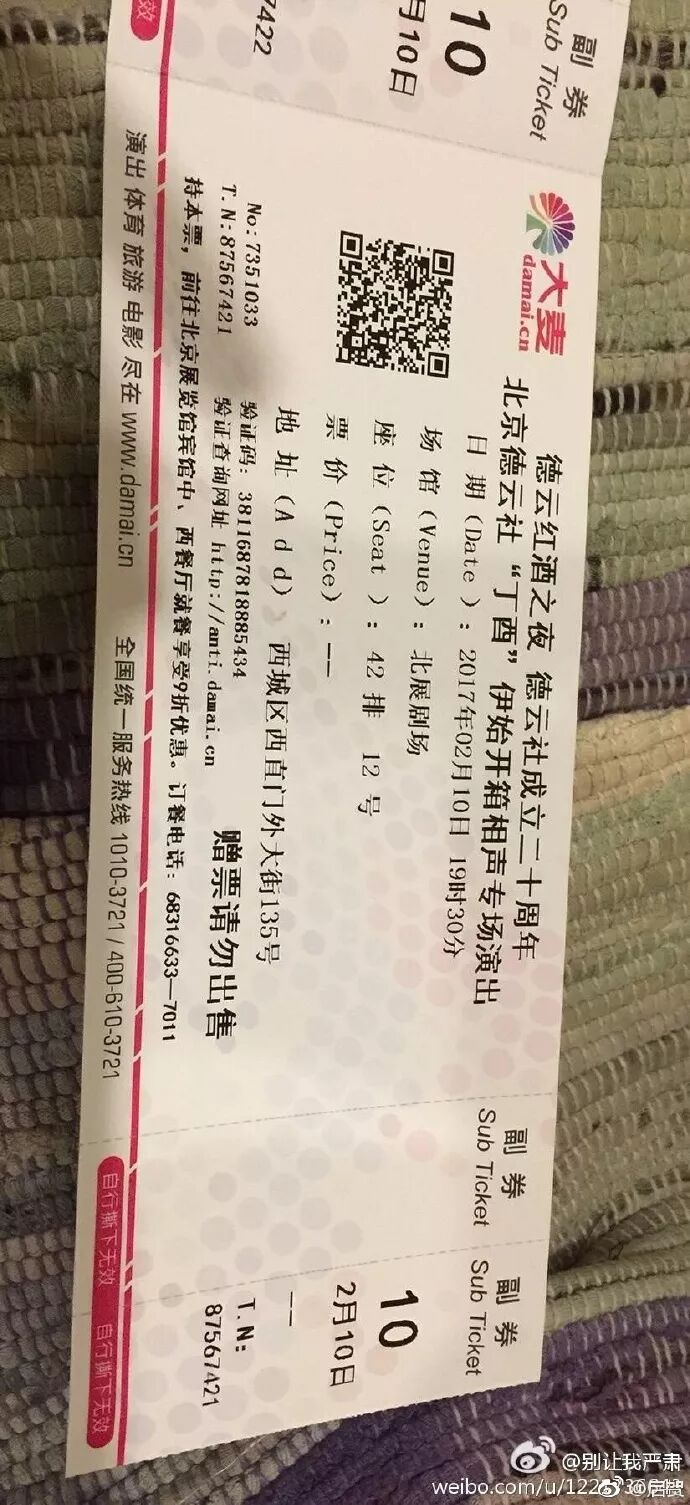 副 券
Sub Ticket
10
月10日
7422
无效
大麦
damai.cn
德云红酒之夜 德云社成立二十周年
北京德云社“丁酉”伊始开箱相声专场演出
日 期 (Date ): 2017年02月10日 19时30分
场 馆 (Venue): 北展剧场
座 位 (Seat ): 42 排 12 号
票 价 (Price): --
地 址 (A d d) 西城区西直门外大街135号
No: 7351033 验证码: 3811687818885434
T. N: 87567421 验证查询网址 http://anti.damai.cn 赠票请勿出售
持本票, 前往北京展览馆宾馆中、西餐厅就餐享受9折优惠。订餐电话: 68316633—7011
演出 体育 旅游 电影 尽在 www.damai.cn 全国统一服务热线 1010-3721 / 400-610-3721
副 券
Sub Ticket
自行撕下无效
副 券
Sub Ticket
10
2月10日
--
T. N:
87567421
自行撕下无效
@别让我严肃